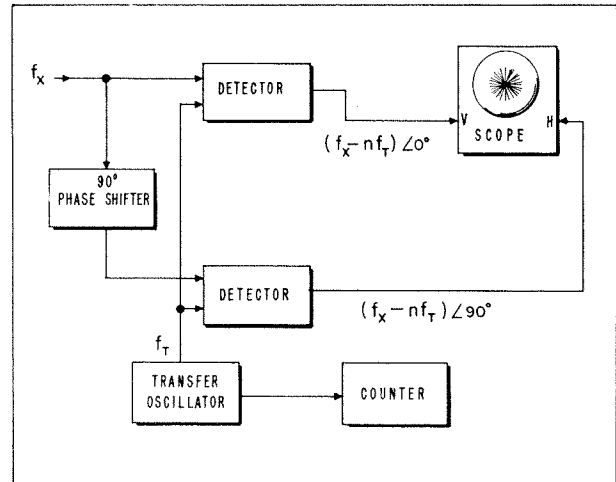 f_X
DETECTOR
V
H
SCOPE
(f_X − nf_T) ∠0°
90°
PHASE SHIFTER
DETECTOR
(f_X − nf_T) ∠90°
f_T
TRANSFER
OSCILLATOR
COUNTER